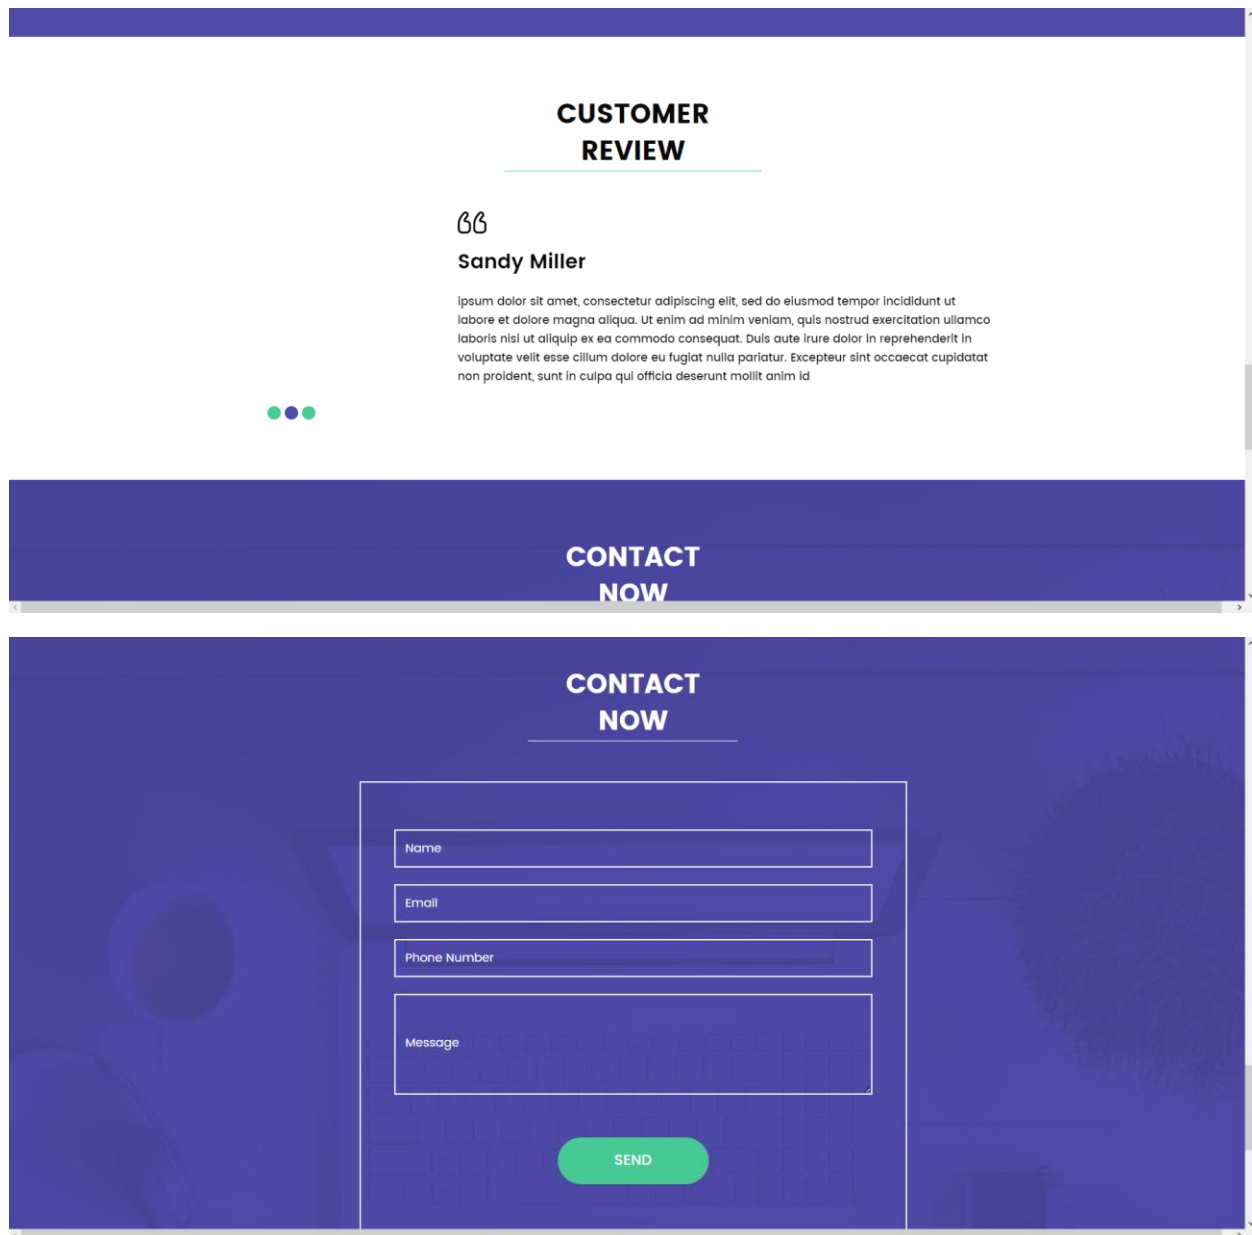 CUSTOMER
REVIEW
Sandy Miller
ipsum dolor sit amet, consectetur adipiscing elit, sed do eiusmod tempor incididunt ut
labore et dolore magna aliqua. Ut enim ad minim veniam, quis nostrud exercitation ullamco
laboris nisi ut aliquip ex ea commodo consequat. Duis aute irure dolor in reprehenderit in
voluptate velit esse cillum dolore eu fugiat nulla pariatur. Excepteur sint occaecat cupidatat
non proident, sunt in culpa qui officia deserunt mollit anim id
CONTACT
NOW
CONTACT
NOW
Name
Email
Phone Number
Message
SEND